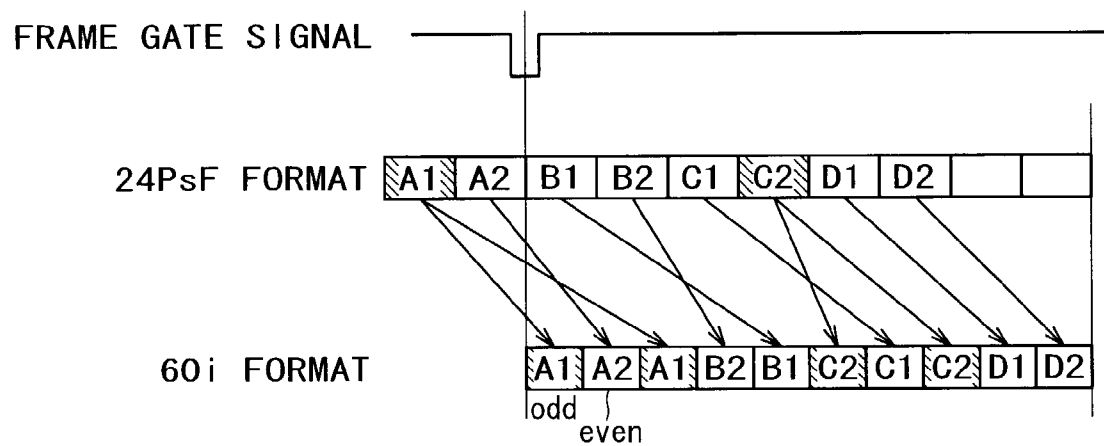 FRAME GATE SIGNAL
24PsF FORMAT A1 A2 B1 B2 C1 C2 D1 D2
60i FORMAT A1 A2 A1 B2 B1 C2 C1 C2 D1 D2
odd
even